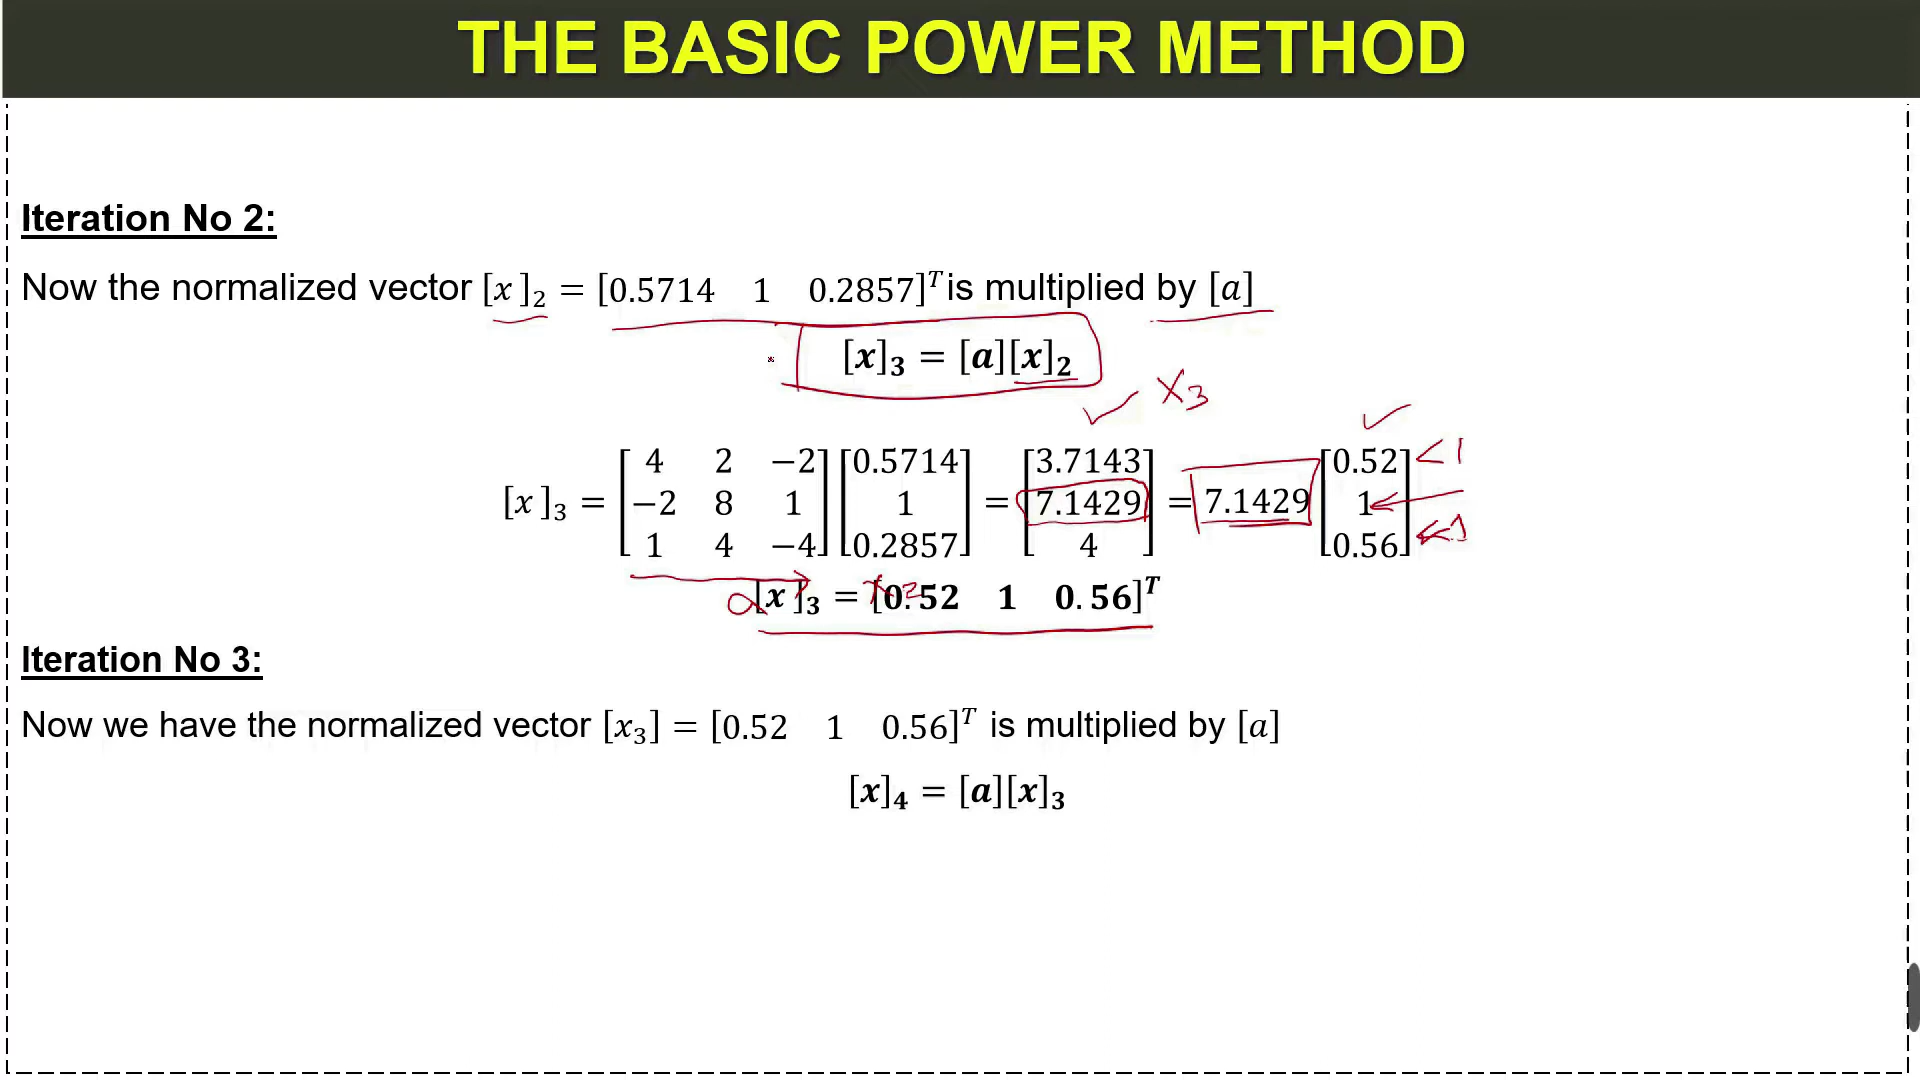 THE BASIC POWER METHOD
Iteration No 2:
Now the normalized vector [x ]₂ = [0.5714 1 0.2857]ᵀ is multiplied by [a]
[x]₃ = [a][x]₂
X₃
[x ]₃ = [4 2 −2; −2 8 1; 1 4 −4] [0.5714; 1; 0.2857] = [3.7143; 7.1429; 4] = 7.1429 [0.52; 1; 0.56] <1 <1
[x ]₃ = [0.52 1 0.56]ᵀ
a x₂
Iteration No 3:
Now we have the normalized vector [x₃] = [0.52 1 0.56]ᵀ is multiplied by [a]
[x]₄ = [a][x]₃